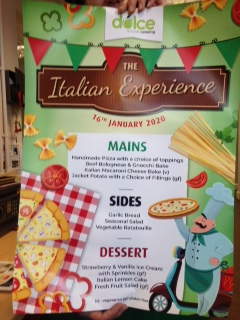 dolce
THE
Italian Experience
16TH JANUARY 2020
MAINS
Handmade Pizza with a choice of toppings
Beef Bolognese & Gnocchi Bake
Italian Macaroni Cheese Bake (v)
Jacket Potato with a Choice of Fillings (gf)
SIDES
Garlic Bread
Seasonal Salad
Vegetable Ratatouille
DESSERT
Strawberry & Vanilla Ice Cream
with Sprinkles (gf)
Italian Lemon Cake
Fresh Fruit Salad (gf)